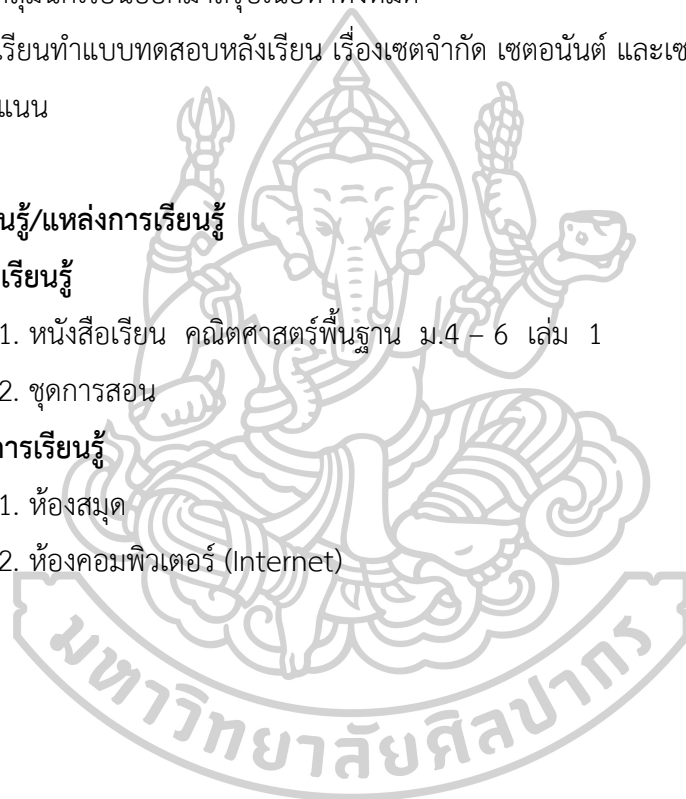 เรียนทำแบบทดสอบหลังเรียน เรื่องเซตจำกัด เซตอนันต์ และเซ
แนน
นรู้/แหล่งการเรียนรู้
เรียนรู้
1. หนังสือเรียน คณิตศาสตร์พื้นฐาน ม.4 – 6 เล่ม 1
2. ชุดการสอน
การเรียนรู้
1. ห้องสมุด
2. ห้องคอมพิวเตอร์ (Internet)
มหาวิทยาลัยศิลปากร